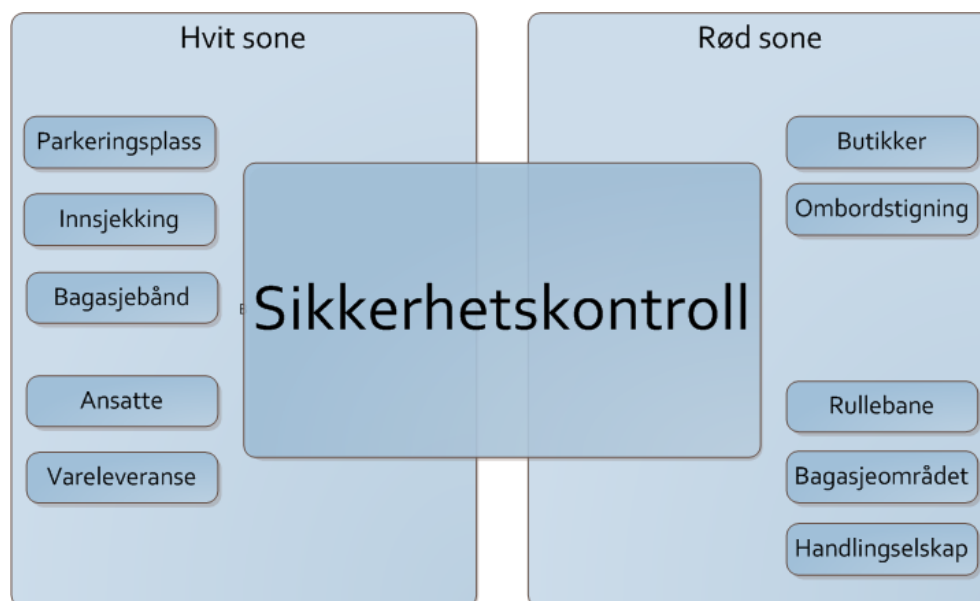 Hvit sone
Parkeringsplass
Innsjekking
Bagasjebånd
Ansatte
Vareleveranse
Sikkerhetskontroll
Rød sone
Butikker
Ombordstigning
Rullebane
Bagasjeområdet
Handlingselskap